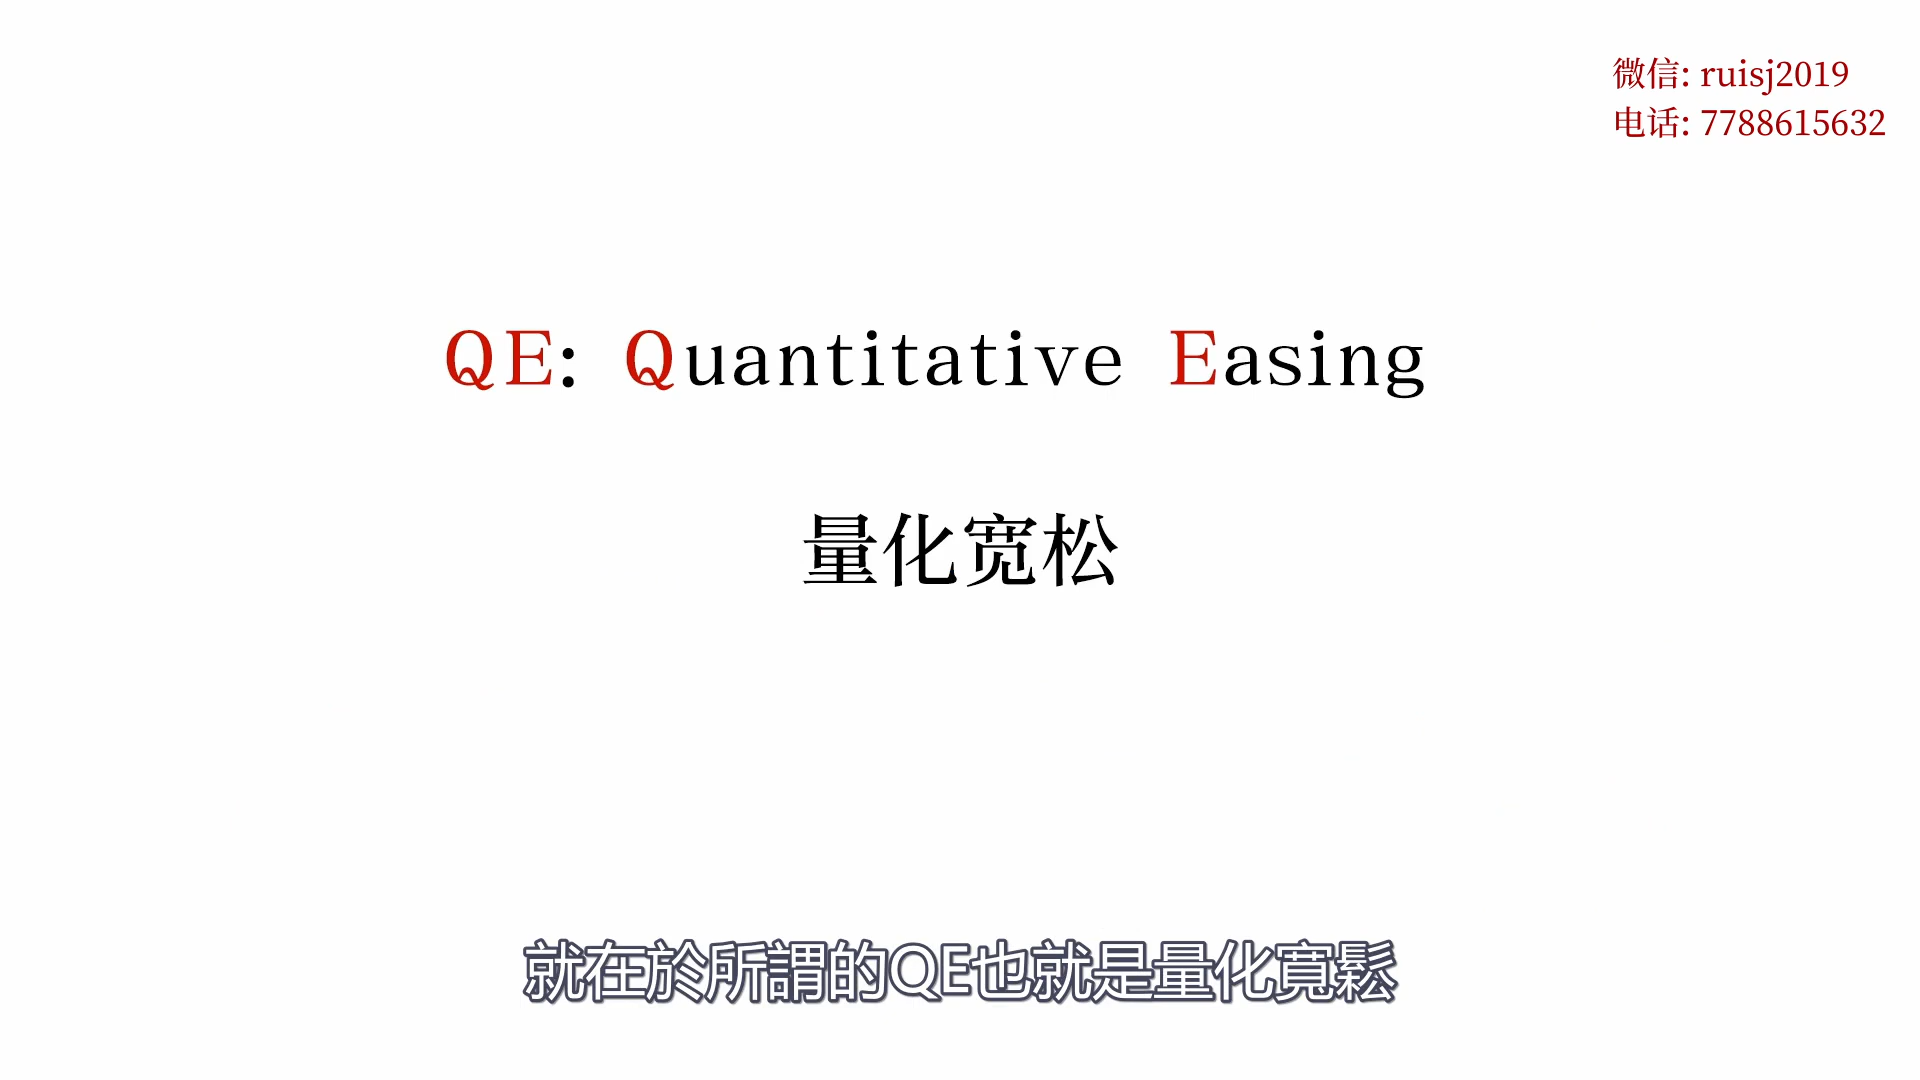 微信: ruisj2019
电话: 7788615632
QE: Quantitative Easing
量化宽松
就在於所謂的QE也就是量化寬鬆